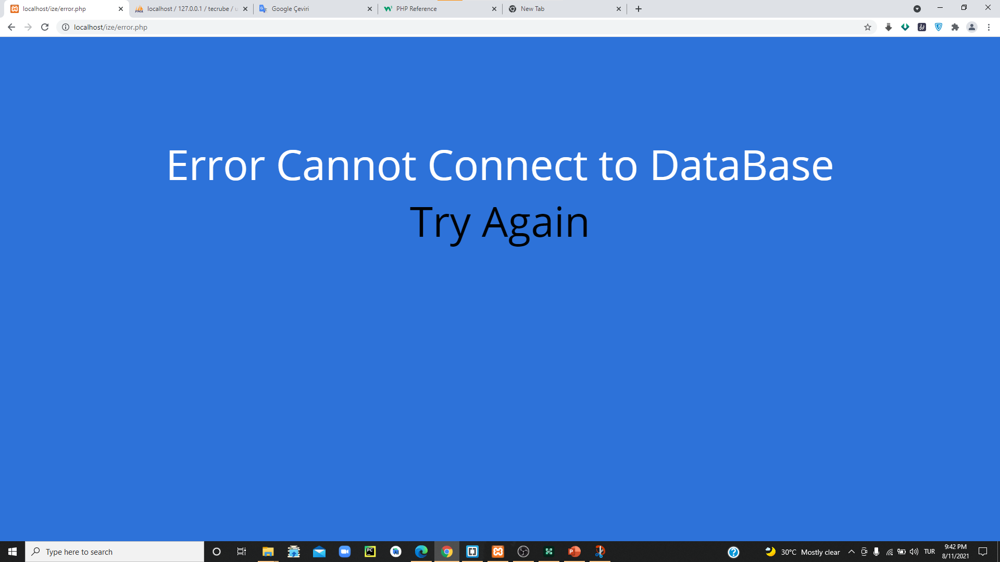 localhost/ize/error.php
localhost / 127.0.0.1 / tecrube / u
Google Çeviri
PHP Reference
New Tab
localhost/ize/error.php
Error Cannot Connect to DataBase
Try Again
Type here to search
30°C Mostly clear
TUR
9:42 PM
8/11/2021